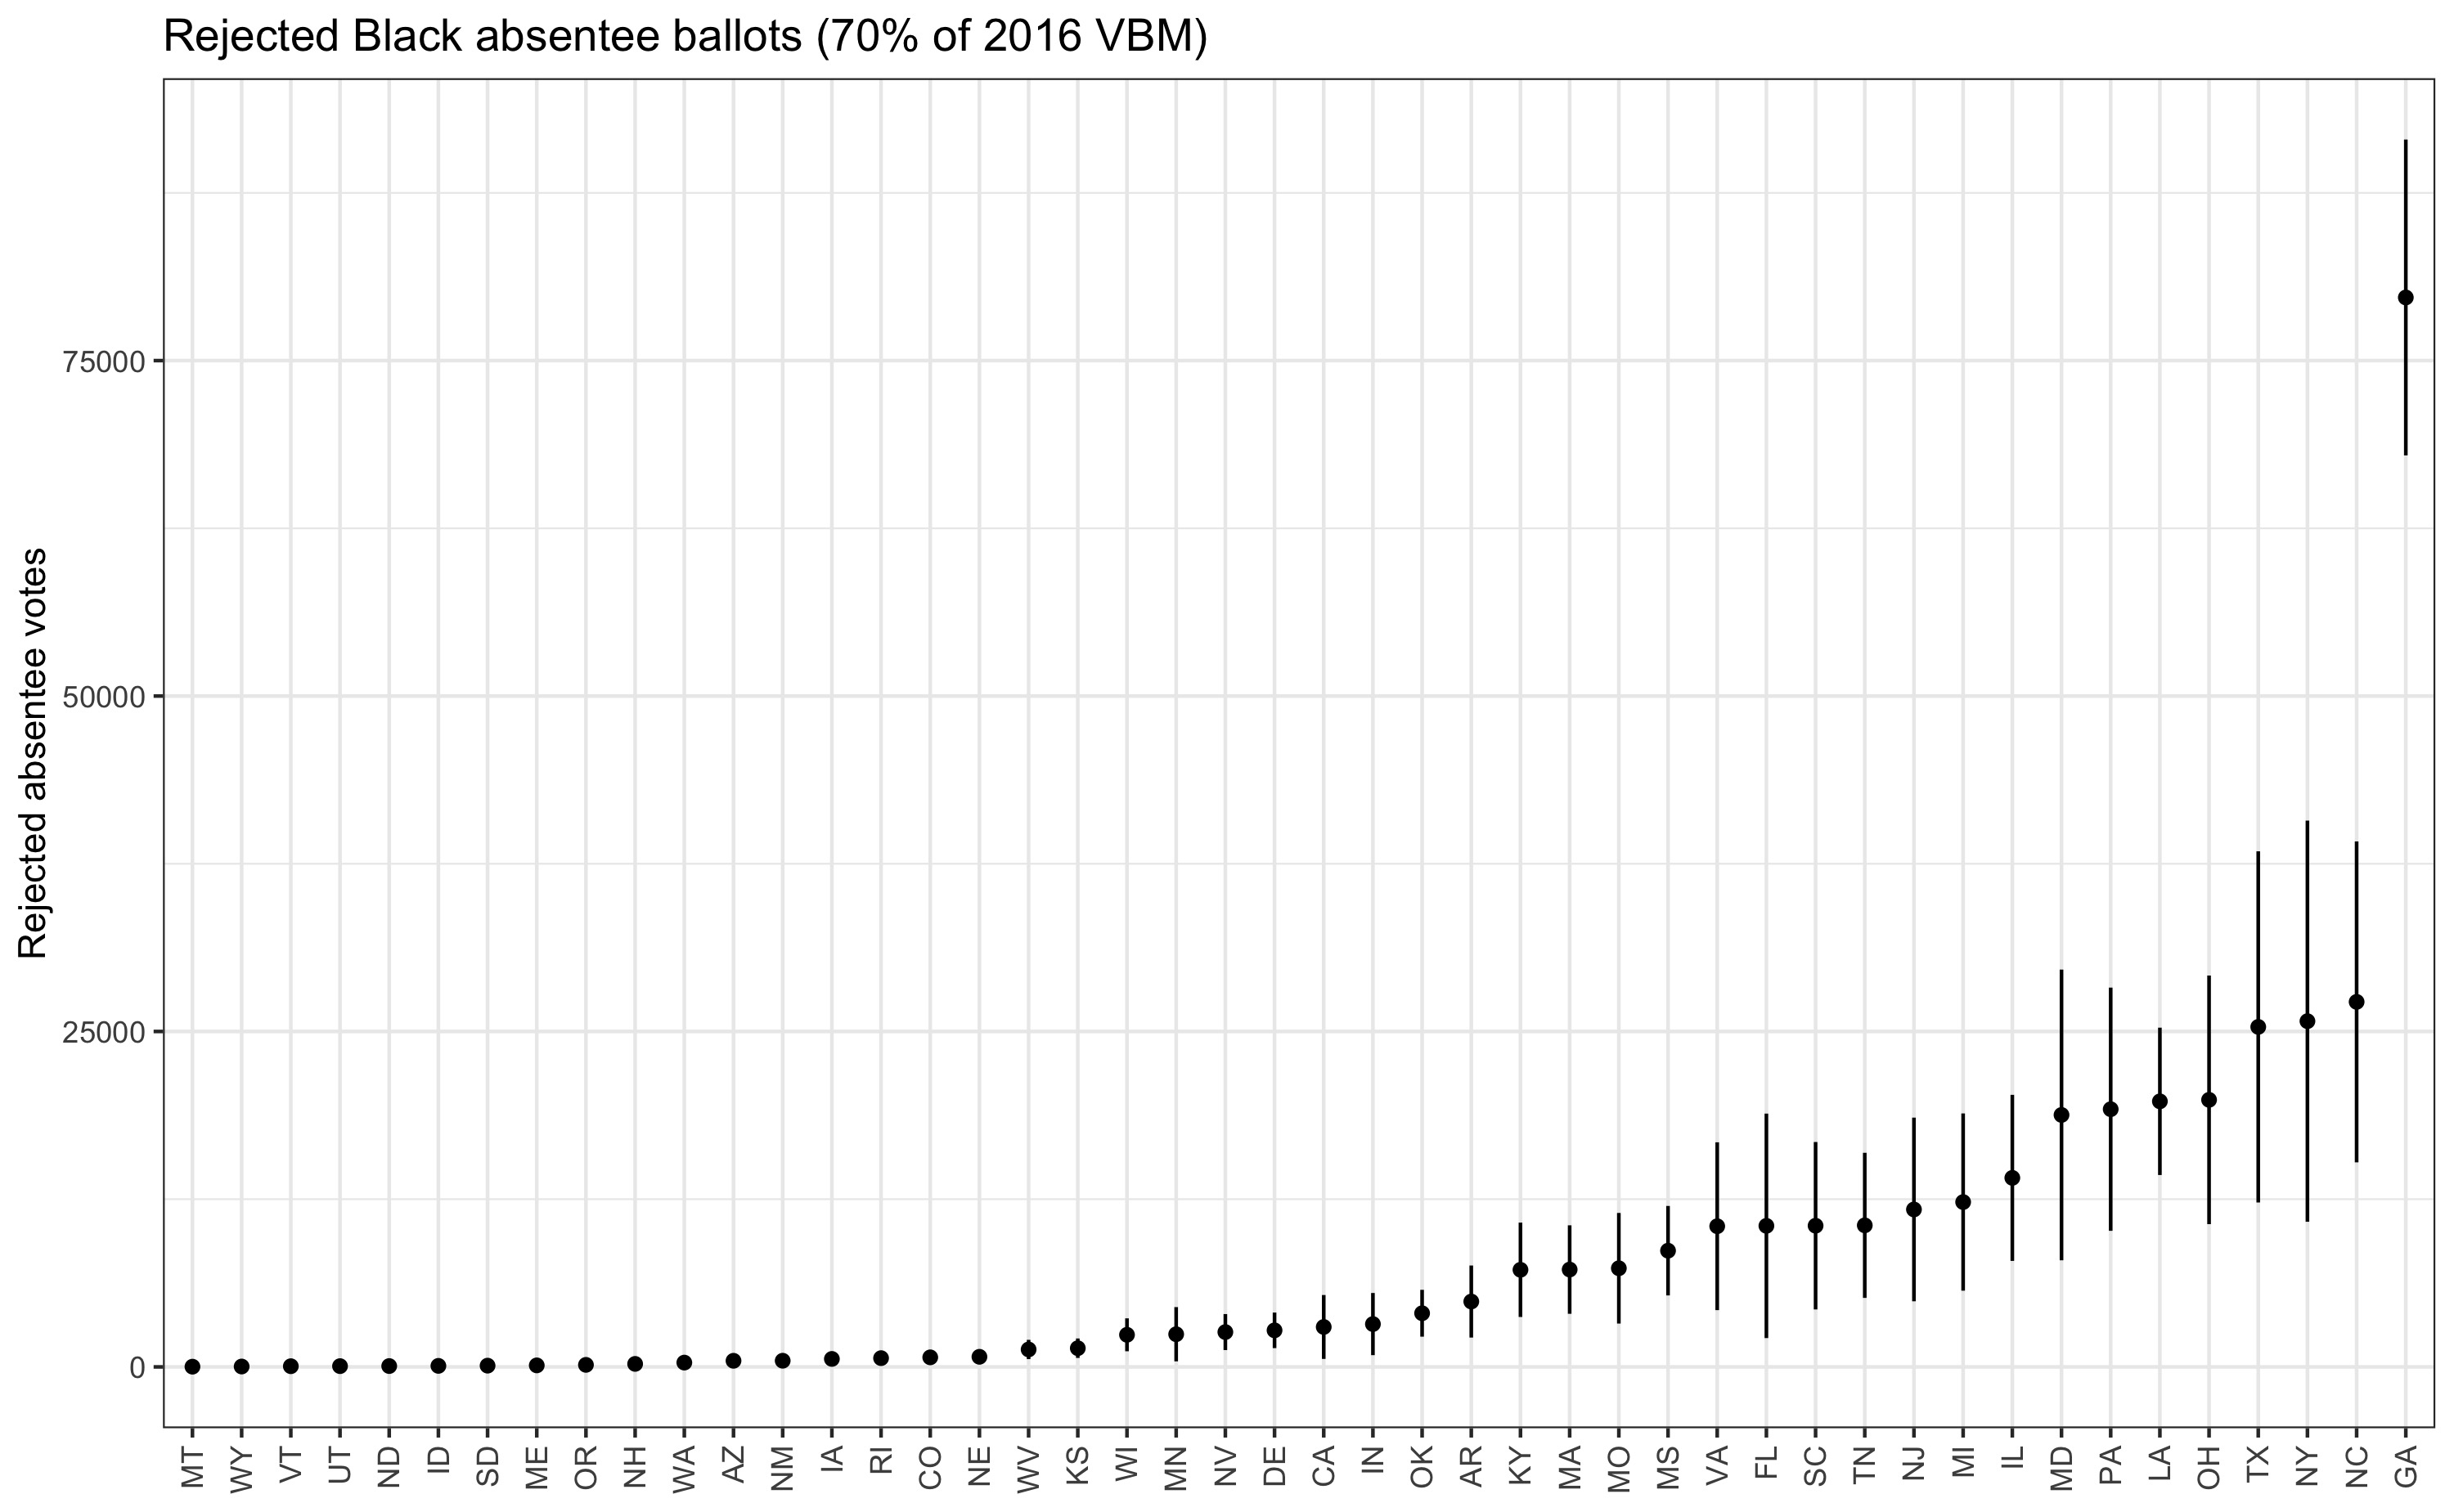 Rejected Black absentee ballots (70% of 2016 VBM)
Rejected absentee votes
75000
50000
25000
0
MT WY VT UT ND ID SD ME OR NH WA AZ NM IA RI CO NE WV KS WI MN NV DE CA IN OK AR KY MA MO MS VA FL SC TN NJ MI IL MD PA LA OH TX NY NC GA